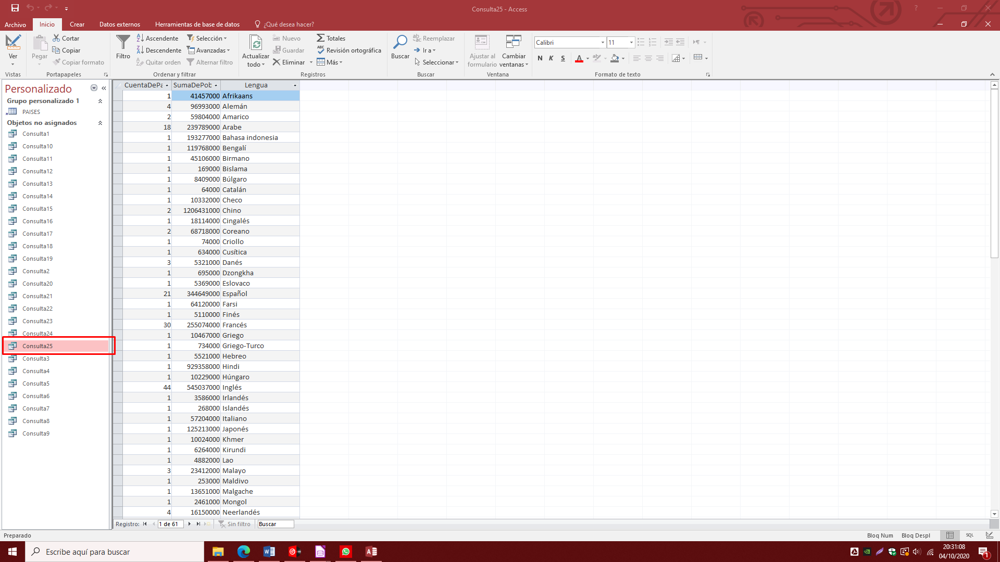 Consulta25 - Access
Archivo Inicio Crear Datos externos Herramientas de base de datos ¿Qué desea hacer?
Ver
Vistas
Pegar
Cortar
Copiar
Copiar formato
Portapapeles
Filtro
Ascendente
Descendente
Quitar orden
Selección
Avanzadas
Alternar filtro
Ordenar y filtrar
Actualizar
todo
Nuevo
Guardar
Eliminar
Totales
Revisión ortográfica
Más
Registros
Buscar
Reemplazar
Ir a
Seleccionar
Buscar
Ajustar al
formulario
Cambiar
ventanas
Ventana
Calibri 11
N K S
Formato de texto
Personalizado
Grupo personalizado 1
PAISES
Objetos no asignados
Consulta1
Consulta10
Consulta11
Consulta12
Consulta13
Consulta14
Consulta15
Consulta16
Consulta17
Consulta18
Consulta19
Consulta2
Consulta20
Consulta21
Consulta22
Consulta23
Consulta24
Consulta25
Consulta3
Consulta4
Consulta5
Consulta6
Consulta7
Consulta8
Consulta9
CuentaDePa SumaDePob Lengua
1 41457000 Afrikaans
4 96993000 Alemán
2 59804000 Amarico
18 239789000 Arabe
1 193277000 Bahasa indonesia
1 119768000 Bengalí
1 45106000 Birmano
1 169000 Bislama
1 8409000 Búlgaro
1 64000 Catalán
1 10332000 Checo
2 1206431000 Chino
1 18114000 Cingalés
2 68718000 Coreano
1 74000 Criollo
1 634000 Cusítica
3 5321000 Danés
1 695000 Dzongkha
1 5369000 Eslovaco
21 344649000 Español
1 64120000 Farsi
1 5110000 Finés
30 255074000 Francés
1 10467000 Griego
1 734000 Griego-Turco
1 5521000 Hebreo
1 929358000 Hindi
1 10229000 Húngaro
44 545037000 Inglés
1 3586000 Irlandés
1 268000 Islandés
1 57204000 Italiano
1 125213000 Japonés
1 10024000 Khmer
1 6264000 Kirundi
1 4882000 Lao
3 23412000 Malayo
1 253000 Maldivo
1 13651000 Malgache
1 2461000 Mongol
4 16150000 Neerlandés
Registro: 1 de 61 Sin filtro Buscar
Preparado Bloq Num Bloq Despl SQL
Escribe aquí para buscar
20:31:08
04/10/2020
1